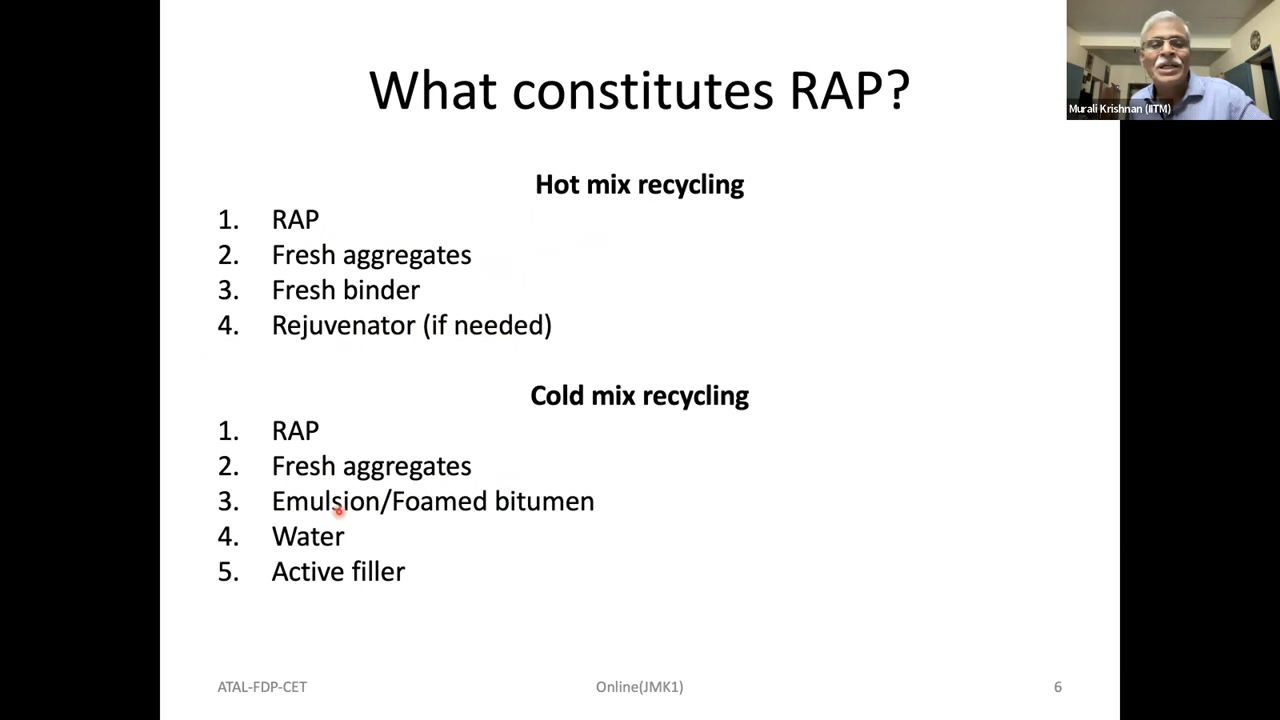 What constitutes RAP?
Murali Krishnan (IITM)
Hot mix recycling
1. RAP
2. Fresh aggregates
3. Fresh binder
4. Rejuvenator (if needed)
Cold mix recycling
1. RAP
2. Fresh aggregates
3. Emulsion/Foamed bitumen
4. Water
5. Active filler
ATAL-FDP-CET
Online(JMK1)
6